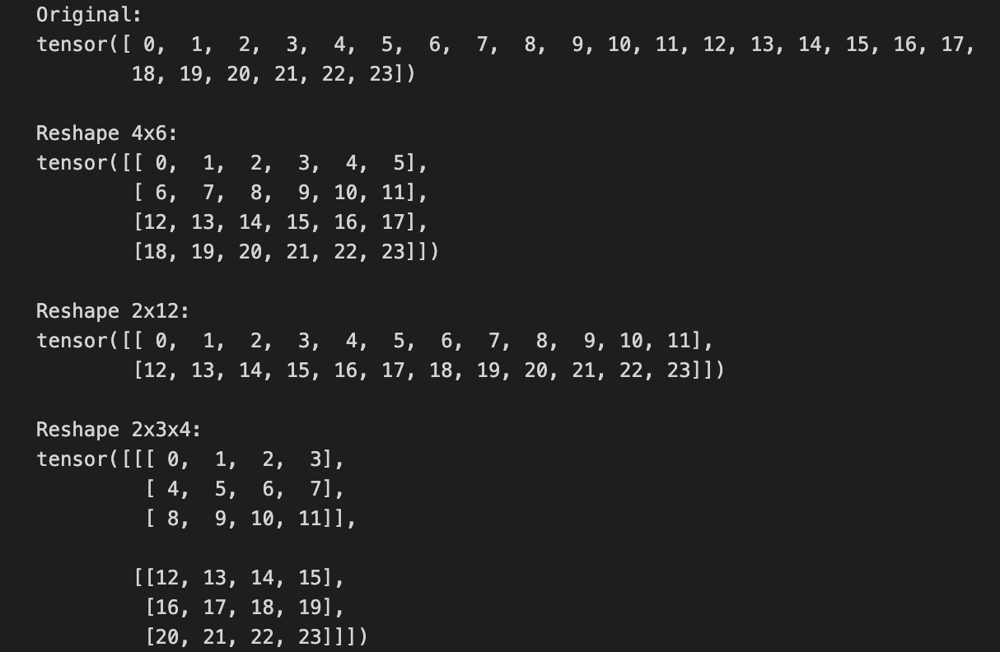 Original:
tensor([ 0,  1,  2,  3,  4,  5,  6,  7,  8,  9, 10, 11, 12, 13, 14, 15, 16, 17,
        18, 19, 20, 21, 22, 23])
Reshape 4x6:
tensor([[ 0,  1,  2,  3,  4,  5],
        [ 6,  7,  8,  9, 10, 11],
        [12, 13, 14, 15, 16, 17],
        [18, 19, 20, 21, 22, 23]])
Reshape 2x12:
tensor([[ 0,  1,  2,  3,  4,  5,  6,  7,  8,  9, 10, 11],
        [12, 13, 14, 15, 16, 17, 18, 19, 20, 21, 22, 23]])
Reshape 2x3x4:
tensor([[[ 0,  1,  2,  3],
         [ 4,  5,  6,  7],
         [ 8,  9, 10, 11]],
        [[12, 13, 14, 15],
         [16, 17, 18, 19],
         [20, 21, 22, 23]]])